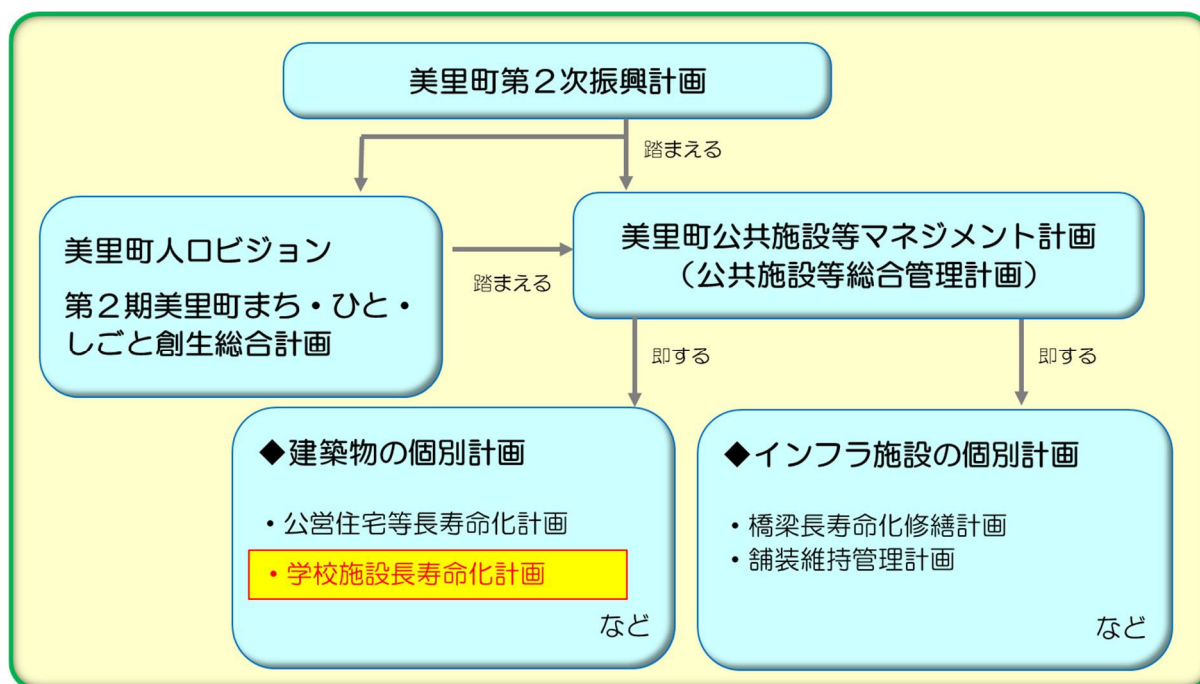 美里町第２次振興計画
踏まえる
美里町人口ビジョン
第２期美里町まち・ひと・
しごと創生総合計画
踏まえる
美里町公共施設等マネジメント計画
（公共施設等総合管理計画）
即する
即する
◆建築物の個別計画
・公営住宅等長寿命化計画
・学校施設長寿命化計画
など
◆インフラ施設の個別計画
・橋梁長寿命化修繕計画
・舗装維持管理計画
など